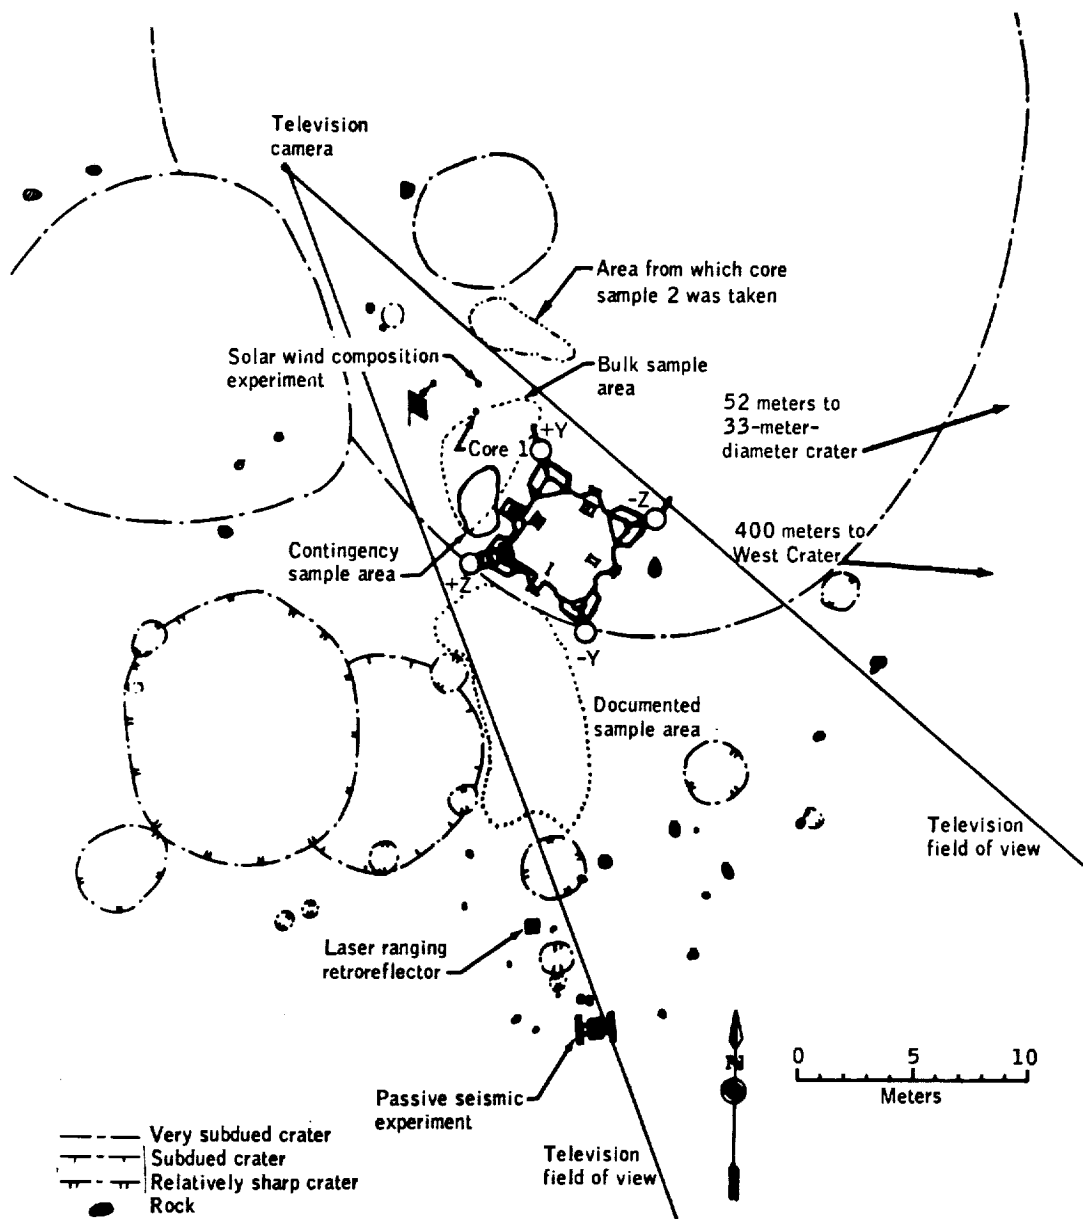 Television
camera
Area from which core
sample 2 was taken
Solar wind composition
experiment
Bulk sample
area
52 meters to
33-meter-
diameter crater
+Y
Core 1
-Z
400 meters to
West Crater
Contingency
sample area
+Z
-Y
Documented
sample area
Television
field of view
Laser ranging
retroreflector
N
0 5 10
Meters
Passive seismic
experiment
Television
field of view
Very subdued crater
Subdued crater
Relatively sharp crater
Rock